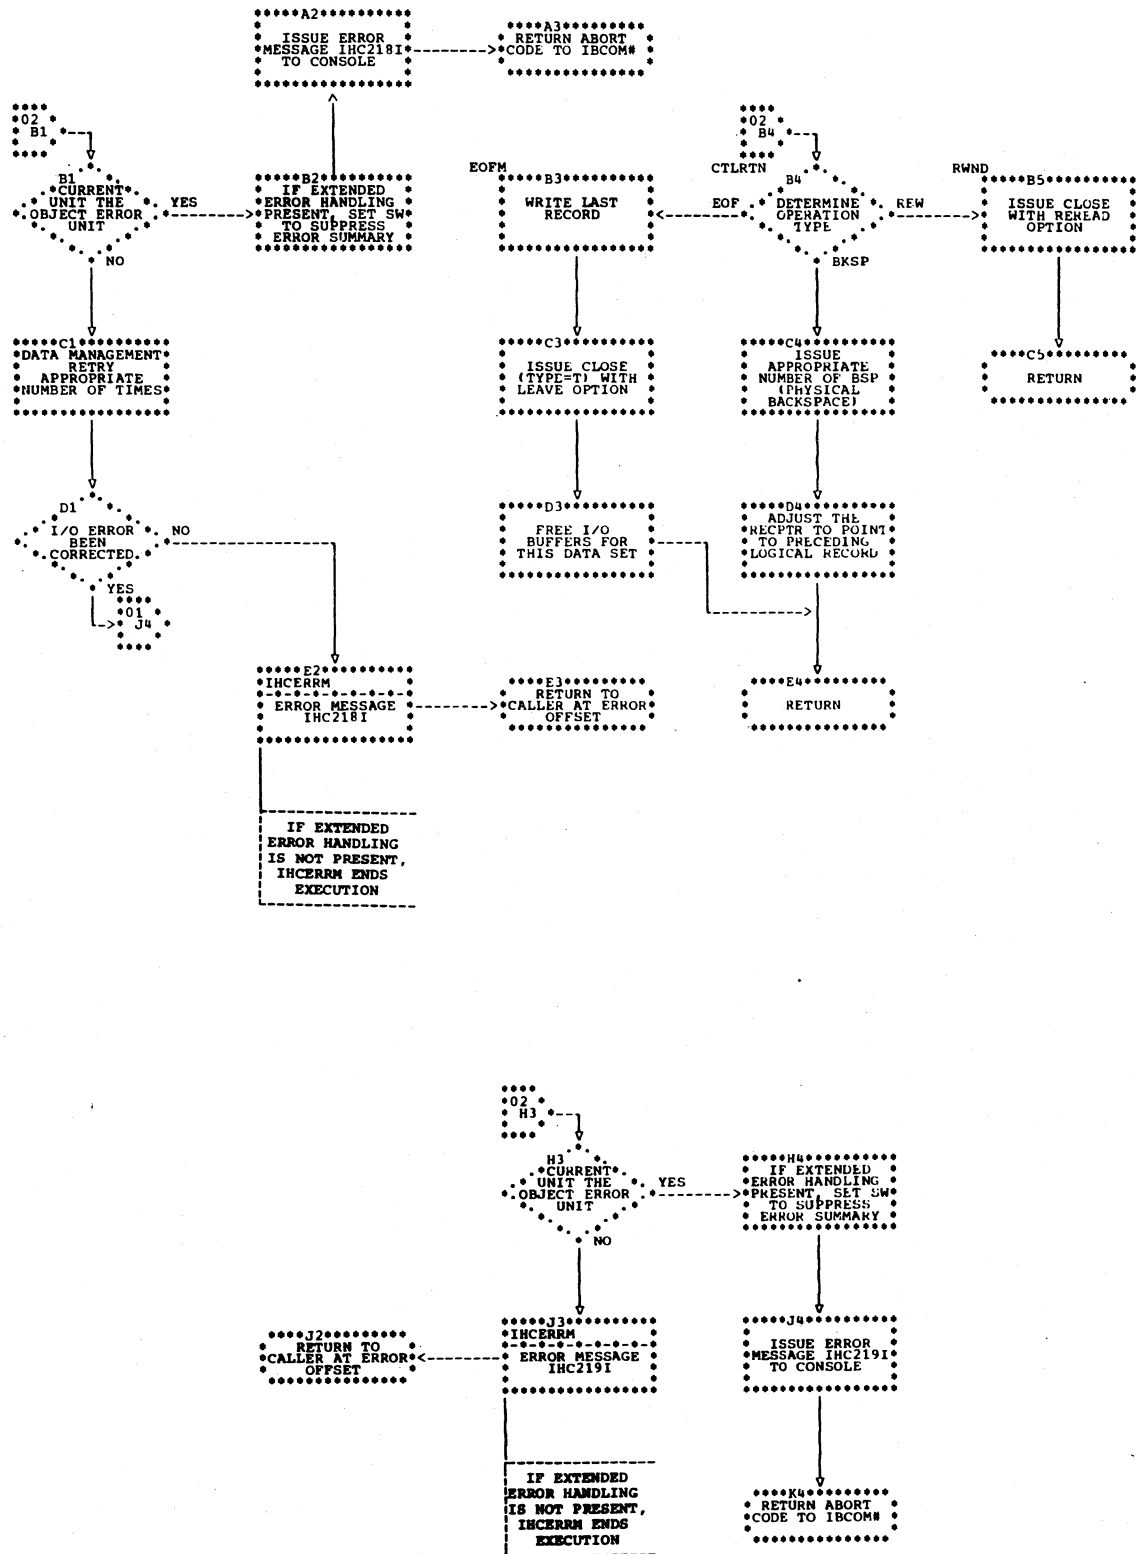 A2
ISSUE ERROR
MESSAGE IHC218I
TO CONSOLE
A3
RETURN ABORT
CODE TO IBCOM#
02
B1
B1
CURRENT
UNIT THE
OBJECT ERROR
UNIT
YES
NO
B2
IF EXTENDED
ERROR HANDLING
PRESENT, SET SW
TO SUPPRESS
ERROR SUMMARY
EOFM
B3
WRITE LAST
RECORD
02
B4
CTLRTN
B4
DETERMINE
OPERATION
TYPE
EOF
REW
BKSP
RWND
B5
ISSUE CLOSE
WITH REREAD
OPTION
C1
DATA MANAGEMENT
RETRY
APPROPRIATE
NUMBER OF TIMES
C3
ISSUE CLOSE
(TYPE=T) WITH
LEAVE OPTION
C4
ISSUE
APPROPRIATE
NUMBER OF BSP
(PHYSICAL
BACKSPACE)
C5
RETURN
D1
I/O ERROR
BEEN
CORRECTED
NO
YES
01
J4
D3
FREE I/O
BUFFERS FOR
THIS DATA SET
D4
ADJUST THE
RECPTR TO POINT
TO PRECEDING
LOGICAL RECORD
E2
IHCERRM
ERROR MESSAGE
IHC218I
E3
RETURN TO
CALLER AT ERROR
OFFSET
E4
RETURN
IF EXTENDED
ERROR HANDLING
IS NOT PRESENT,
IHCERRM ENDS
EXECUTION
02
H3
H3
CURRENT
UNIT THE
OBJECT ERROR
UNIT
YES
NO
H4
IF EXTENDED
ERROR HANDLING
PRESENT, SET SW
TO SUPPRESS
ERROR SUMMARY
J2
RETURN TO
CALLER AT ERROR
OFFSET
J3
IHCERRM
ERROR MESSAGE
IHC219I
J4
ISSUE ERROR
MESSAGE IHC219I
TO CONSOLE
IF EXTENDED
ERROR HANDLING
IS NOT PRESENT,
IHCERRM ENDS
EXECUTION
K4
RETURN ABORT
CODE TO IBCOM#